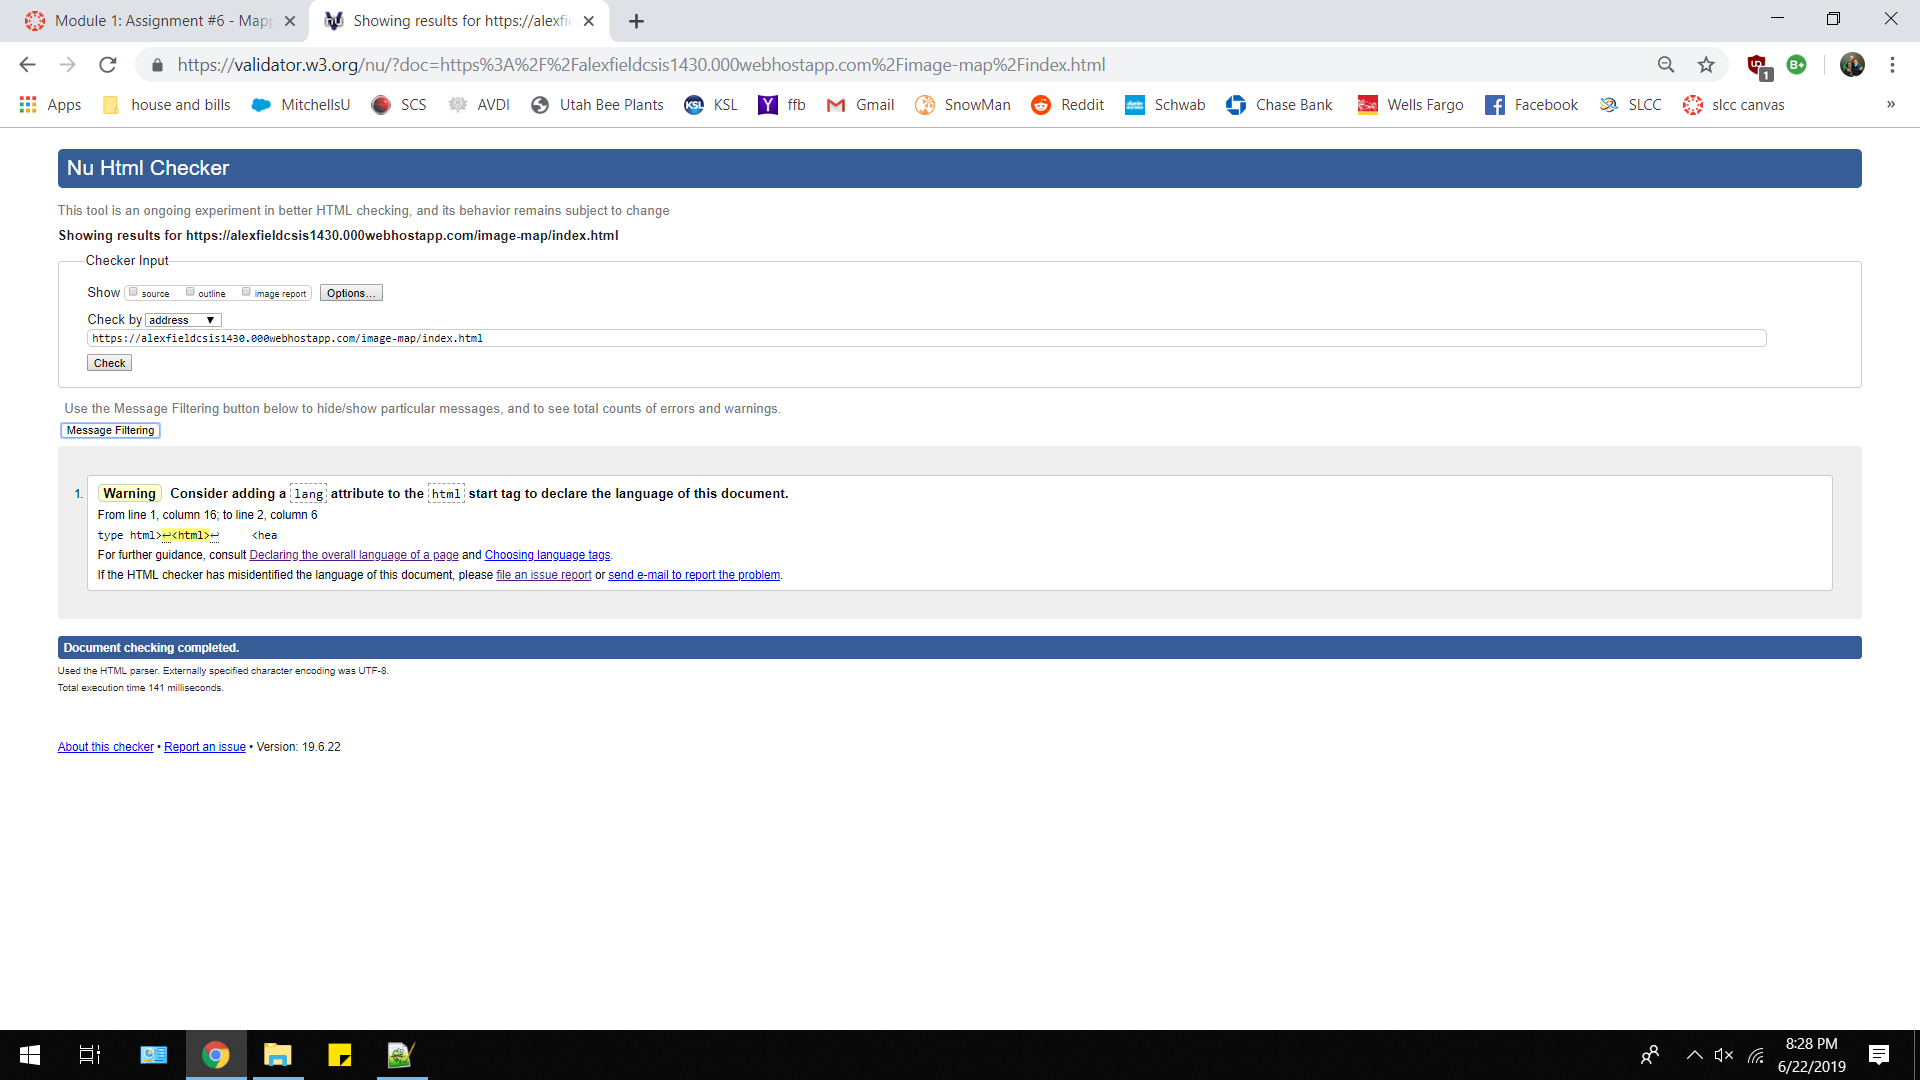 Module 1: Assignment #6 - Mapp
Showing results for https://alexfie
https://validator.w3.org/nu/?doc=https%3A%2F%2Falexfieldcsis1430.000webhostapp.com%2Fimage-map%2Findex.html
Apps house and bills MitchellsU SCS AVDI Utah Bee Plants KSL KSL Y ffb Gmail SnowMan Reddit Schwab Chase Bank Wells Fargo Facebook SLCC slcc canvas »
Nu Html Checker
This tool is an ongoing experiment in better HTML checking, and its behavior remains subject to change
Showing results for https://alexfieldcsis1430.000webhostapp.com/image-map/index.html
Checker Input
Show source outline image report Options...
Check by address
https://alexfieldcsis1430.000webhostapp.com/image-map/index.html
Check
Use the Message Filtering button below to hide/show particular messages, and to see total counts of errors and warnings.
Message Filtering
1. Warning Consider adding a lang attribute to the html start tag to declare the language of this document.
From line 1, column 16; to line 2, column 6
type html>↩<html>↩ <hea
For further guidance, consult Declaring the overall language of a page and Choosing language tags.
If the HTML checker has misidentified the language of this document, please file an issue report or send e-mail to report the problem.
Document checking completed.
Used the HTML parser. Externally specified character encoding was UTF-8.
Total execution time 141 milliseconds.
About this checker • Report an issue • Version: 19.6.22
8:28 PM
6/22/2019